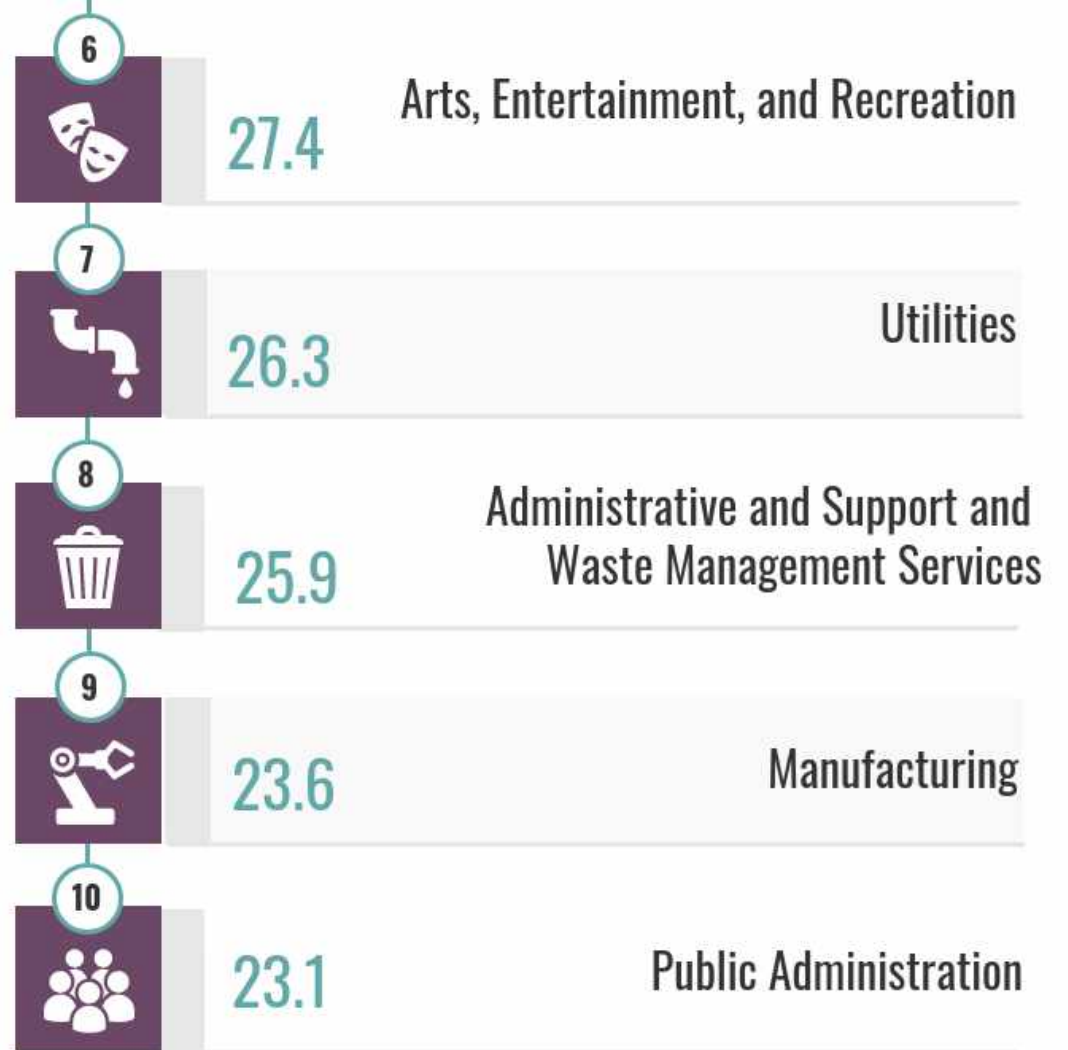 6
Arts, Entertainment, and Recreation
27.4
7
Utilities
26.3
8
Administrative and Support and
Waste Management Services
25.9
9
Manufacturing
23.6
10
Public Administration
23.1